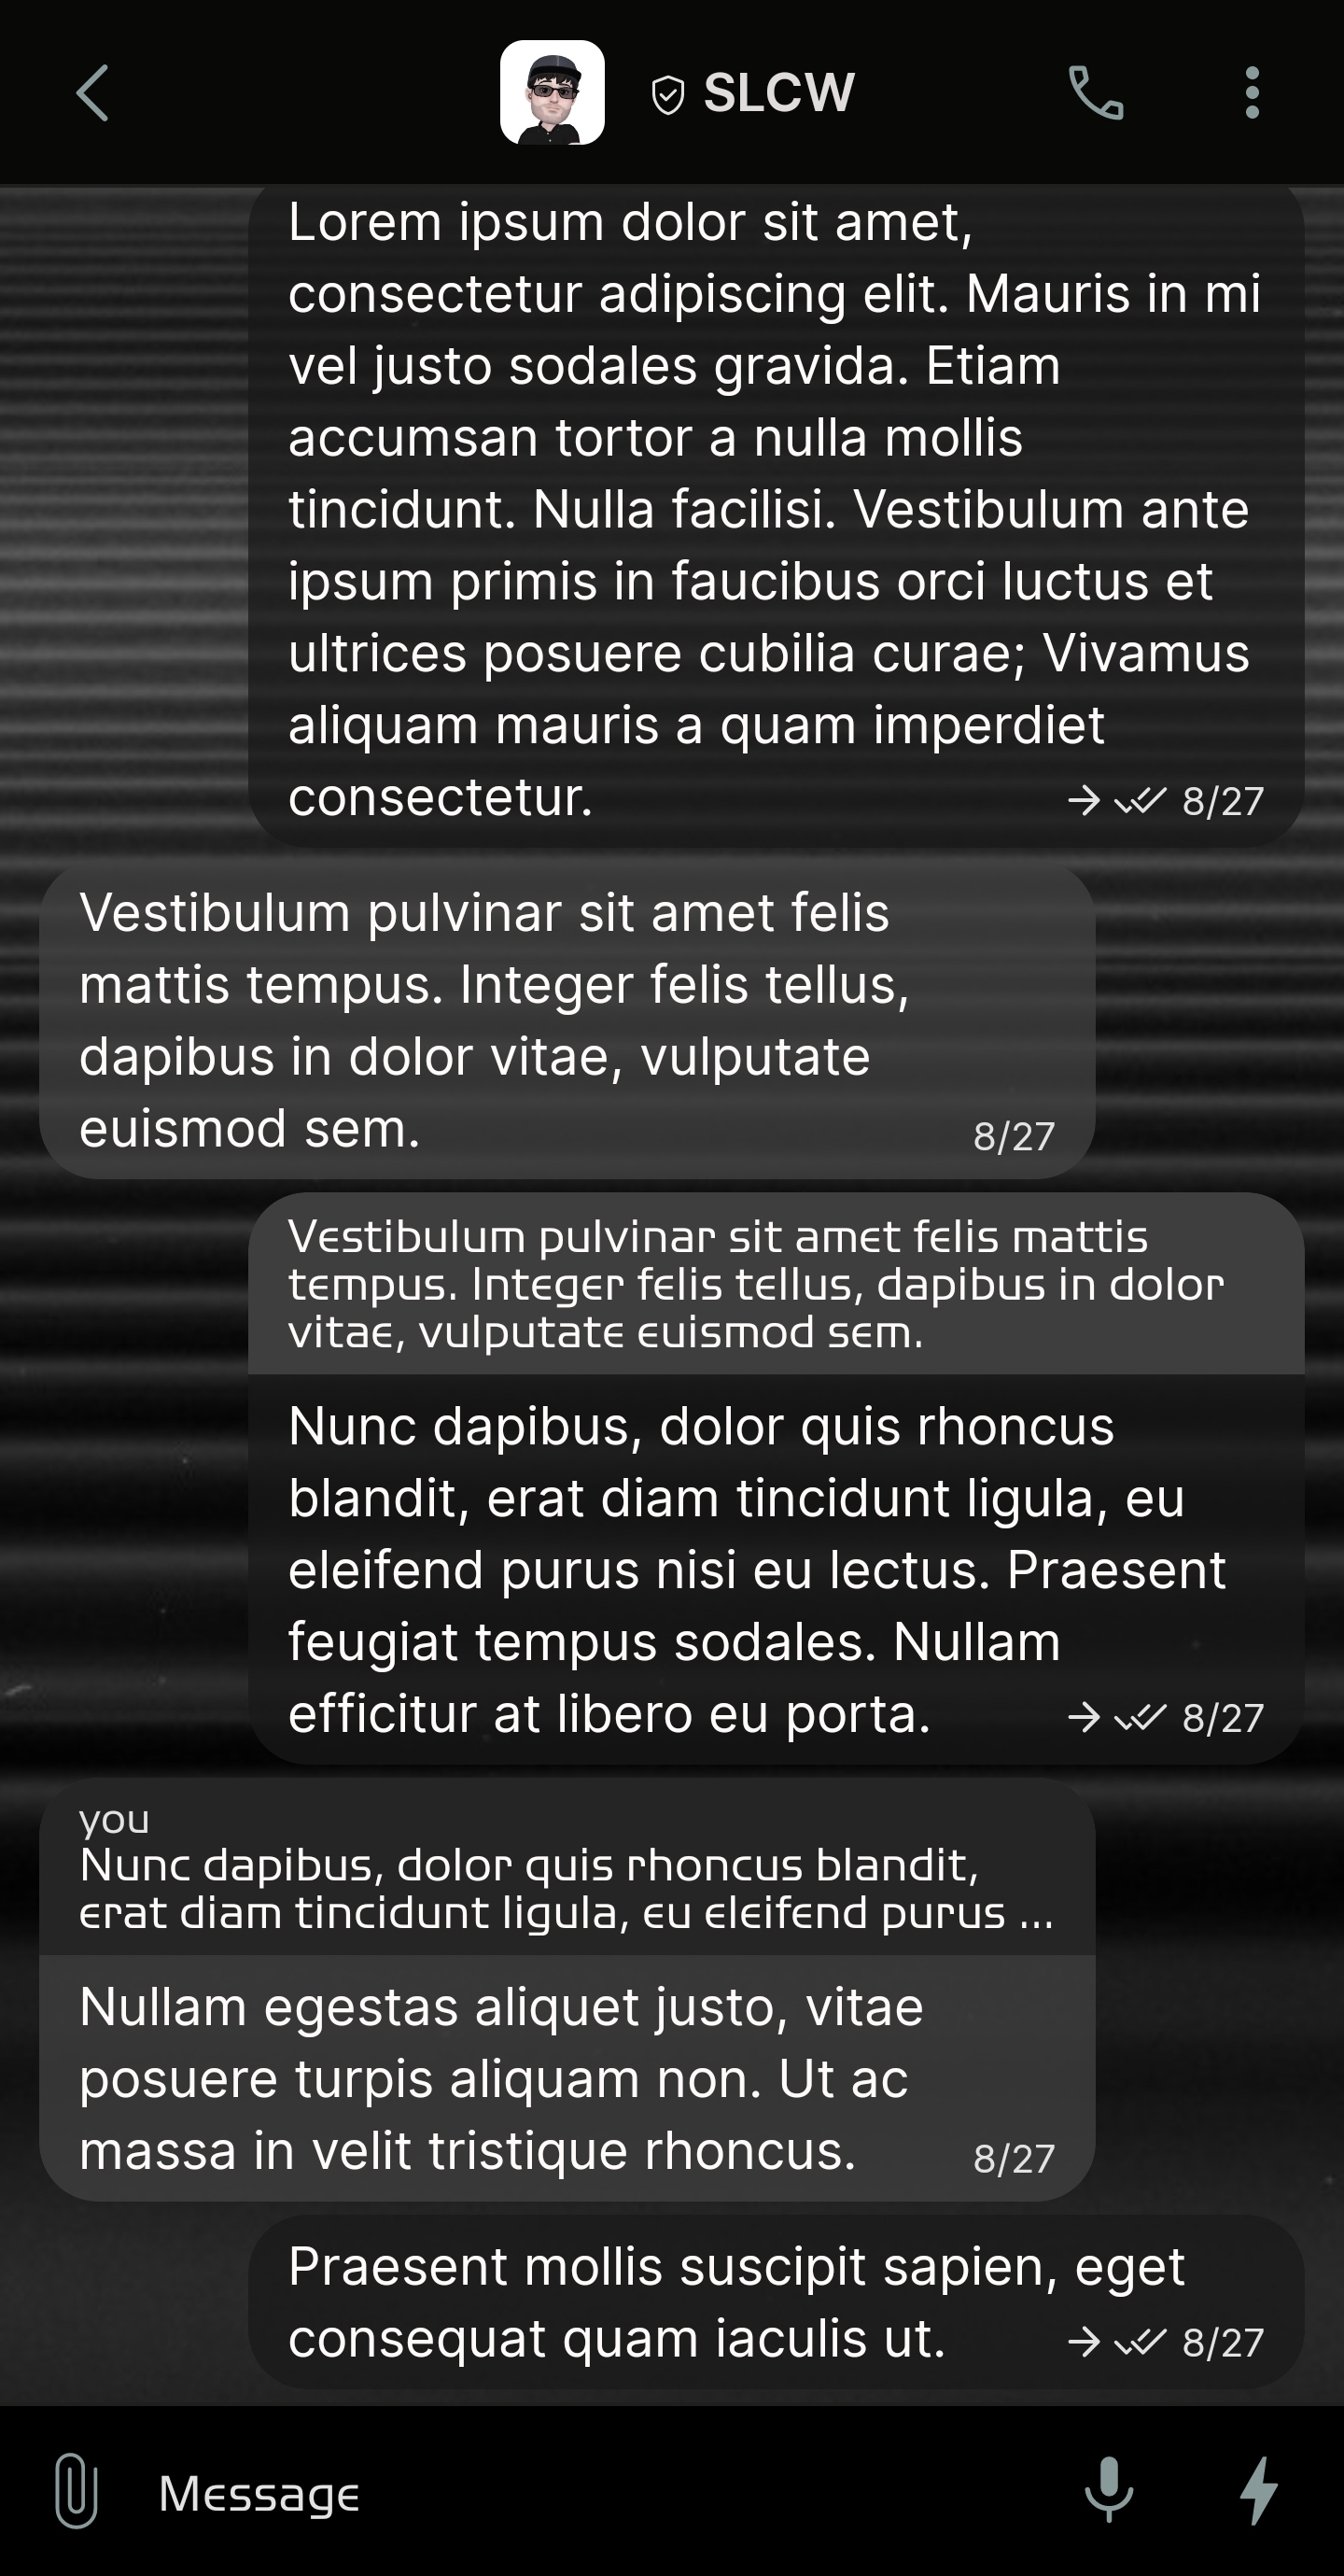 SLCW
Lorem ipsum dolor sit amet,
consectetur adipiscing elit. Mauris in mi
vel justo sodales gravida. Etiam
accumsan tortor a nulla mollis
tincidunt. Nulla facilisi. Vestibulum ante
ipsum primis in faucibus orci luctus et
ultrices posuere cubilia curae; Vivamus
aliquam mauris a quam imperdiet
consectetur. 8/27
Vestibulum pulvinar sit amet felis
mattis tempus. Integer felis tellus,
dapibus in dolor vitae, vulputate
euismod sem. 8/27
Vestibulum pulvinar sit amet felis mattis
tempus. Integer felis tellus, dapibus in dolor
vitae, vulputate euismod sem.
Nunc dapibus, dolor quis rhoncus
blandit, erat diam tincidunt ligula, eu
eleifend purus nisi eu lectus. Praesent
feugiat tempus sodales. Nullam
efficitur at libero eu porta. 8/27
you
Nunc dapibus, dolor quis rhoncus blandit,
erat diam tincidunt ligula, eu eleifend purus ...
Nullam egestas aliquet justo, vitae
posuere turpis aliquam non. Ut ac
massa in velit tristique rhoncus. 8/27
Praesent mollis suscipit sapien, eget
consequat quam iaculis ut. 8/27
Message